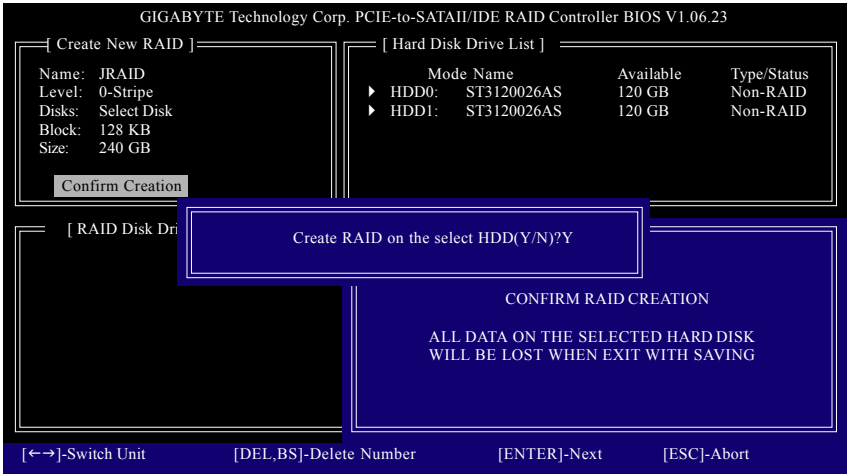 GIGABYTE Technology Corp. PCIE-to-SATAII/IDE RAID Controller BIOS V1.06.23
[ Create New RAID ]
Name: JRAID
Level: 0-Stripe
Disks: Select Disk
Block: 128 KB
Size: 240 GB
Confirm Creation
[ Hard Disk Drive List ]
Mode Name Available Type/Status
HDD0: ST3120026AS 120 GB Non-RAID
HDD1: ST3120026AS 120 GB Non-RAID
[ RAID Disk Dri
Create RAID on the select HDD(Y/N)?Y
CONFIRM RAID CREATION
ALL DATA ON THE SELECTED HARD DISK
WILL BE LOST WHEN EXIT WITH SAVING
[←→]-Switch Unit [DEL,BS]-Delete Number [ENTER]-Next [ESC]-Abort